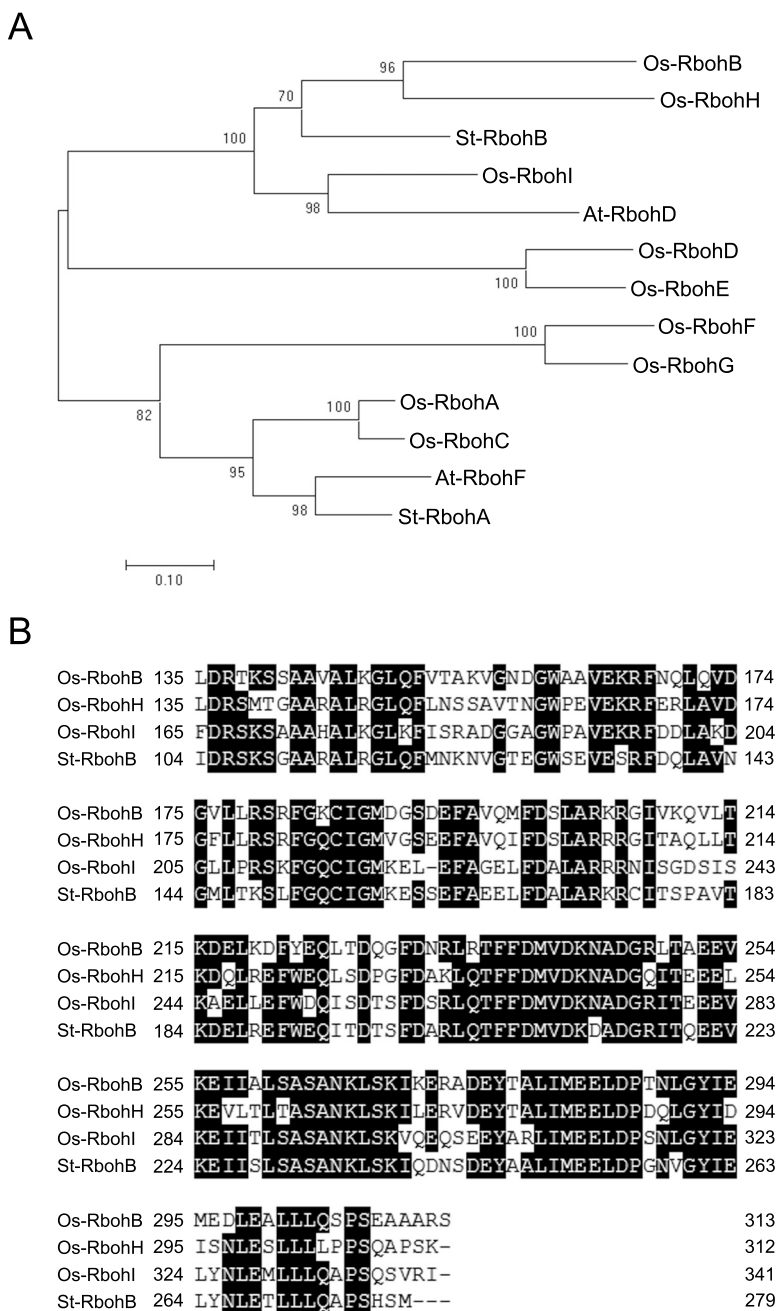 A
96
Os-RbohB
Os-RbohH
70
St-RbohB
100
Os-RbohI
98
At-RbohD
Os-RbohD
100
Os-RbohE
100
Os-RbohF
Os-RbohG
82
100
Os-RbohA
Os-RbohC
95
At-RbohF
98
St-RbohA
0.10
B
Os-RbohB 135 LDRTKSSAAVALKGLQFVTAKVGNDGWAAVEKRFNQLQVD 174
Os-RbohH 135 LDRSMTGAARALRGLQFLNSSAVTNGWPEVEKRFERLAVD 174
Os-RbohI 165 FDRSKSAAAHALKGLKFISRADGGAGWPAVEKRFDDLAKD 204
St-RbohB 104 IDRSKSGAARALRGLQFMNKNVGTEGWSEVESRFDQLAVN 143
Os-RbohB 175 GVLLRSRFGKCIGMDGSDEFAVQMFDSLARKRGIVKQVLT 214
Os-RbohH 175 GFLLRSRFGQCIGMVGSEEFAVQIFDSLARKRGITAQLLT 214
Os-RbohI 205 GLLPRSKFGQCIGMKEL-EFAGELFDALARRRNISGDSIS 243
St-RbohB 144 GMLTKSLFGQCIGMKESSEFAEELFDALARKRCITSPAVT 183
Os-RbohB 215 KDELKDFYEQLTDQGFDNRLRTFFDMVDKNADGRLTAEEV 254
Os-RbohH 215 KDQLREFWEQLSDPGFDAKLQTFFDMVDKNADGQITEEEL 254
Os-RbohI 244 KAELLEFWDQISDTSFDSRLQTFFDMVDKNADGRITEEEV 283
St-RbohB 184 KDELREFWEQITDTSFDARLQTFFDMVDKDADGRITQEEV 223
Os-RbohB 255 KEIIALSASANKLSKIKERADEYTALIMEELDPTNLGYIE 294
Os-RbohH 255 KEVLTLTASANKLSKILERVDEYTALIMEELDPDQLGYID 294
Os-RbohI 284 KEIITLSASANKLSKVQEQSEEYARLIMEELDPSNLGYIE 323
St-RbohB 224 KEIISLSASANKLSKIQDNSDEYAALIMEELDPGNVGYIE 263
Os-RbohB 295 MEDLEALLLQSPSEAAARS 313
Os-RbohH 295 ISNLESLLLLPPSQAPSK- 312
Os-RbohI 324 LYNLEMLLLQAPSQSVRI- 341
St-RbohB 264 LYNLETLLLQAPSHSM--- 279